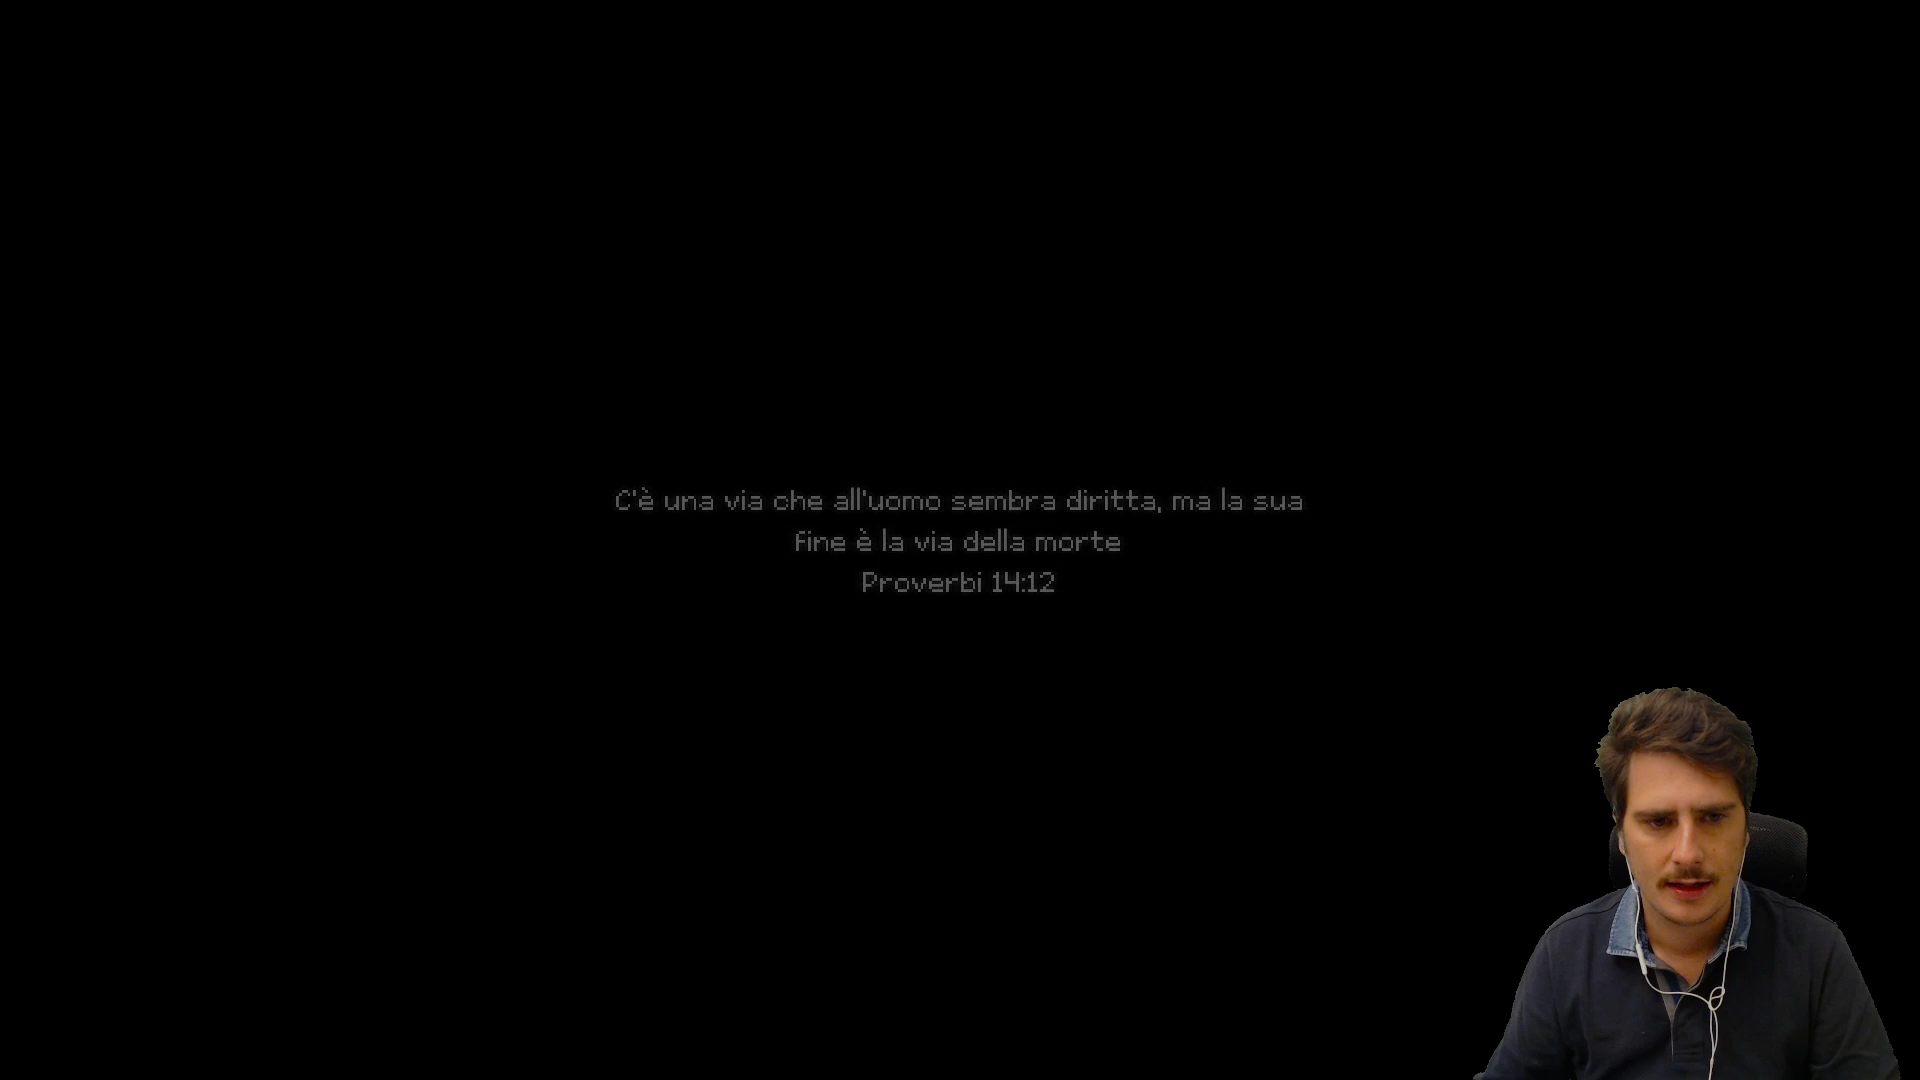 C'è una via che all'uomo sembra diritta, ma la sua
fine è la via della morte
Proverbi 14:12